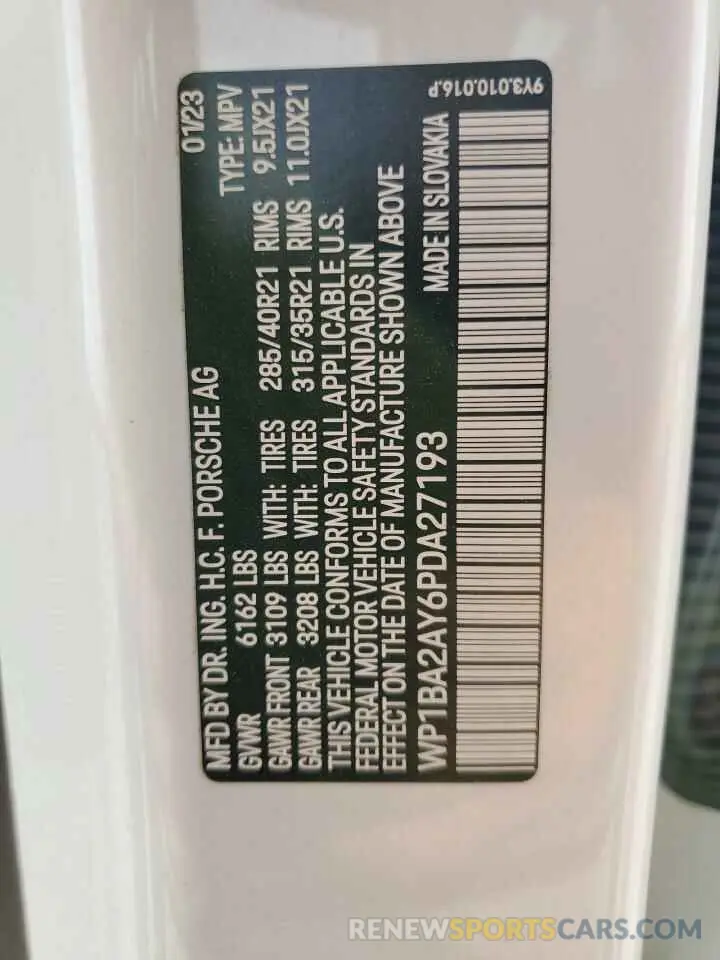 MFD BY DR. ING. H.C. F. PORSCHE AG 01/23
GVWR 6162 LBS TYPE: MPV
GAWR FRONT 3109 LBS WITH: TIRES 285/40R21 RIMS 9.5JX21
GAWR REAR 3208 LBS WITH: TIRES 315/35R21 RIMS 11.0JX21
THIS VEHICLE CONFORMS TO ALL APPLICABLE U.S.
FEDERAL MOTOR VEHICLE SAFETY STANDARDS IN
EFFECT ON THE DATE OF MANUFACTURE SHOWN ABOVE
WP1BA2AY6PDA27193 MADE IN SLOVAKIA
9Y3.010.016.P
RENEWSPORTSCARS.COM